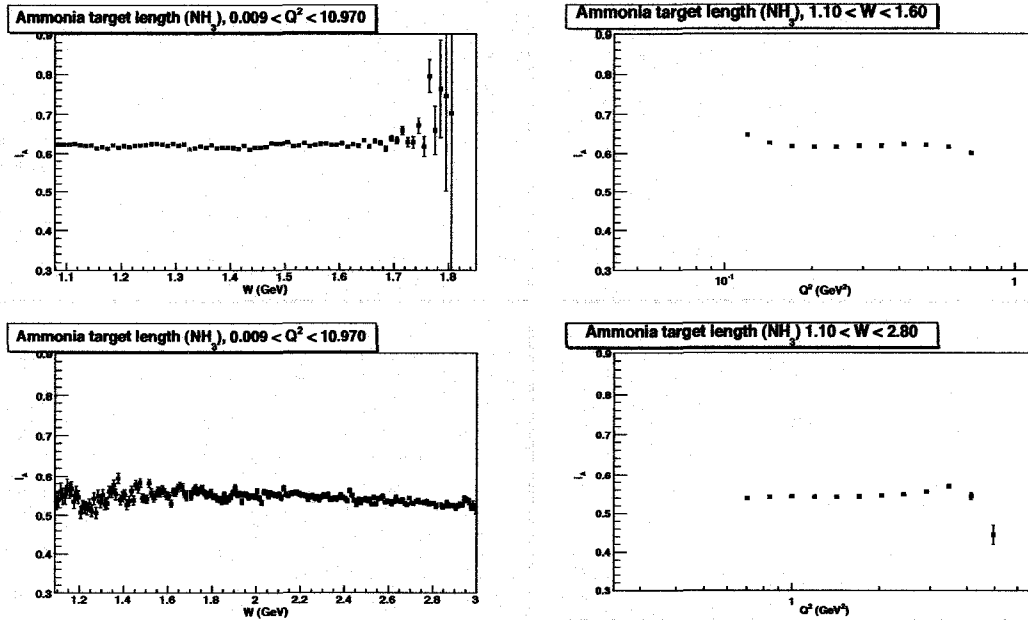 Ammonia target length (NH3), 0.009 < Q2 < 10.970
0.9
0.8
0.7
0.6
0.5
0.4
0.3
lA
1.1 1.2 1.3 1.4 1.5 1.6 1.7 1.8
W (GeV)
Ammonia target length (NH3), 1.10 < W < 1.60
0.9
0.8
0.7
0.6
0.5
0.4
0.3
lA
10-1 1
Q2 (GeV2)
Ammonia target length (NH3), 0.009 < Q2 < 10.970
0.9
0.8
0.7
0.6
0.5
0.4
0.3
lA
1.2 1.4 1.6 1.8 2 2.2 2.4 2.6 2.8 3
W (GeV)
Ammonia target length (NH3) 1.10 < W < 2.80
0.9
0.8
0.7
0.6
0.5
0.4
0.3
lA
1
Q2 (GeV2)